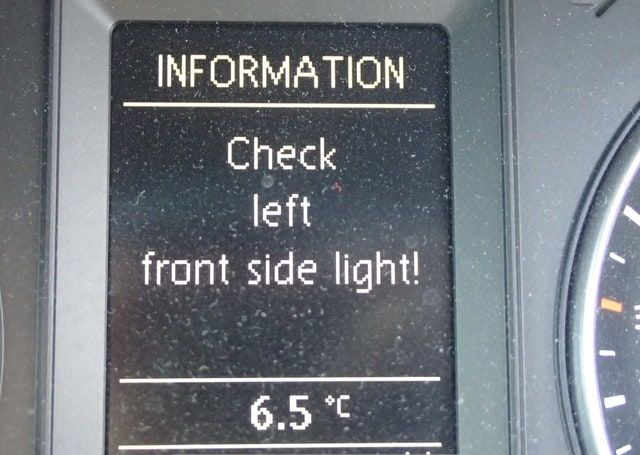 INFORMATION
Check
left
front side light!
6.5 °C